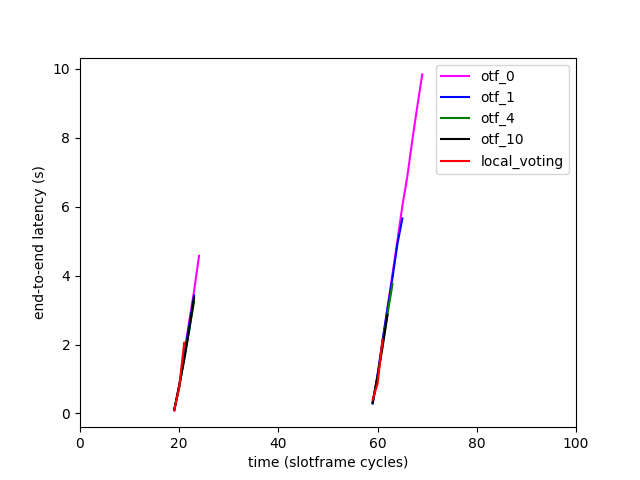 10
8
6
4
2
0
end-to-end latency (s)
otf_0
otf_1
otf_4
otf_10
local_voting
0 20 40 60 80 100
time (slotframe cycles)